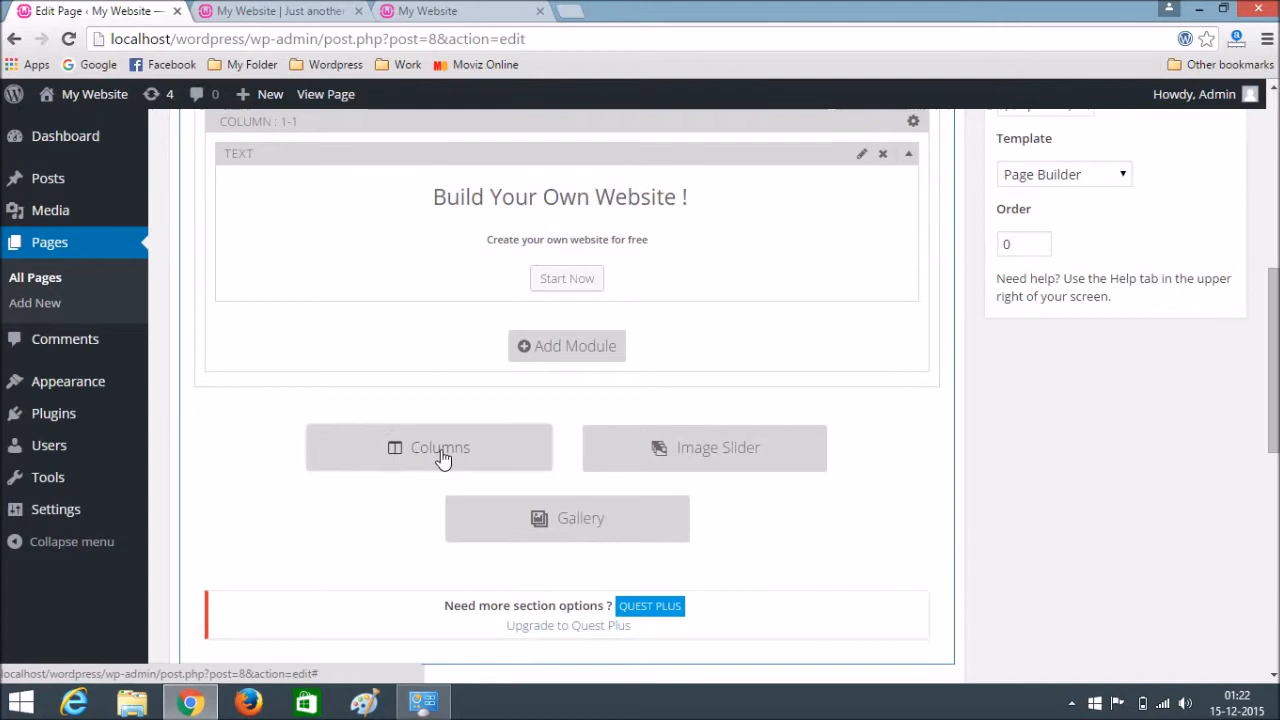 Edit Page ‹ My Website —
My Website | Just another
My Website
localhost/wordpress/wp-admin/post.php?post=8&action=edit
Apps
Google
Facebook
My Folder
Wordpress
Work
Moviz Online
Other bookmarks
My Website
4
0
New
View Page
Howdy, Admin
Dashboard
Posts
Media
Pages
All Pages
Add New
Comments
Appearance
Plugins
Users
Tools
Settings
Collapse menu
COLUMN : 1-1
TEXT
Build Your Own Website !
Create your own website for free
Start Now
Add Module
Columns
Image Slider
Gallery
Need more section options ? QUEST PLUS
Upgrade to Quest Plus
Template
Page Builder
Order
0
Need help? Use the Help tab in the upper
right of your screen.
localhost/wordpress/wp-admin/post.php?post=8&action=edit#
01:22
15-12-2015